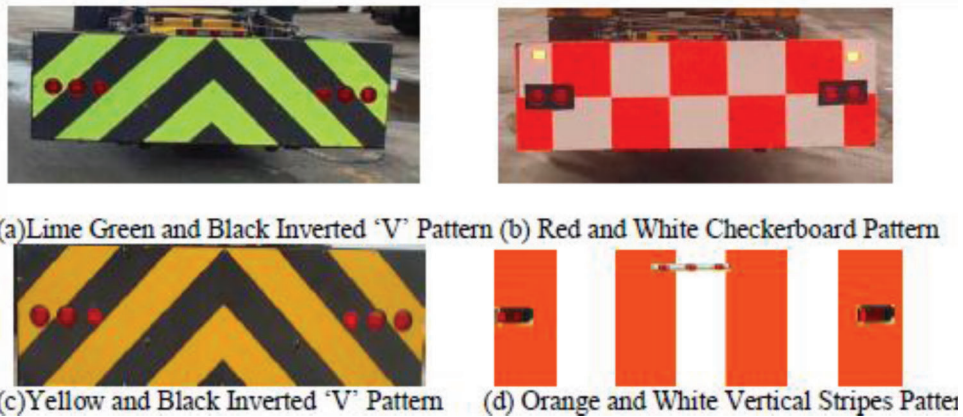 (a)Lime Green and Black Inverted ‘V’ Pattern (b) Red and White Checkerboard Pattern
(c)Yellow and Black Inverted ‘V’ Pattern (d) Orange and White Vertical Stripes Pattern